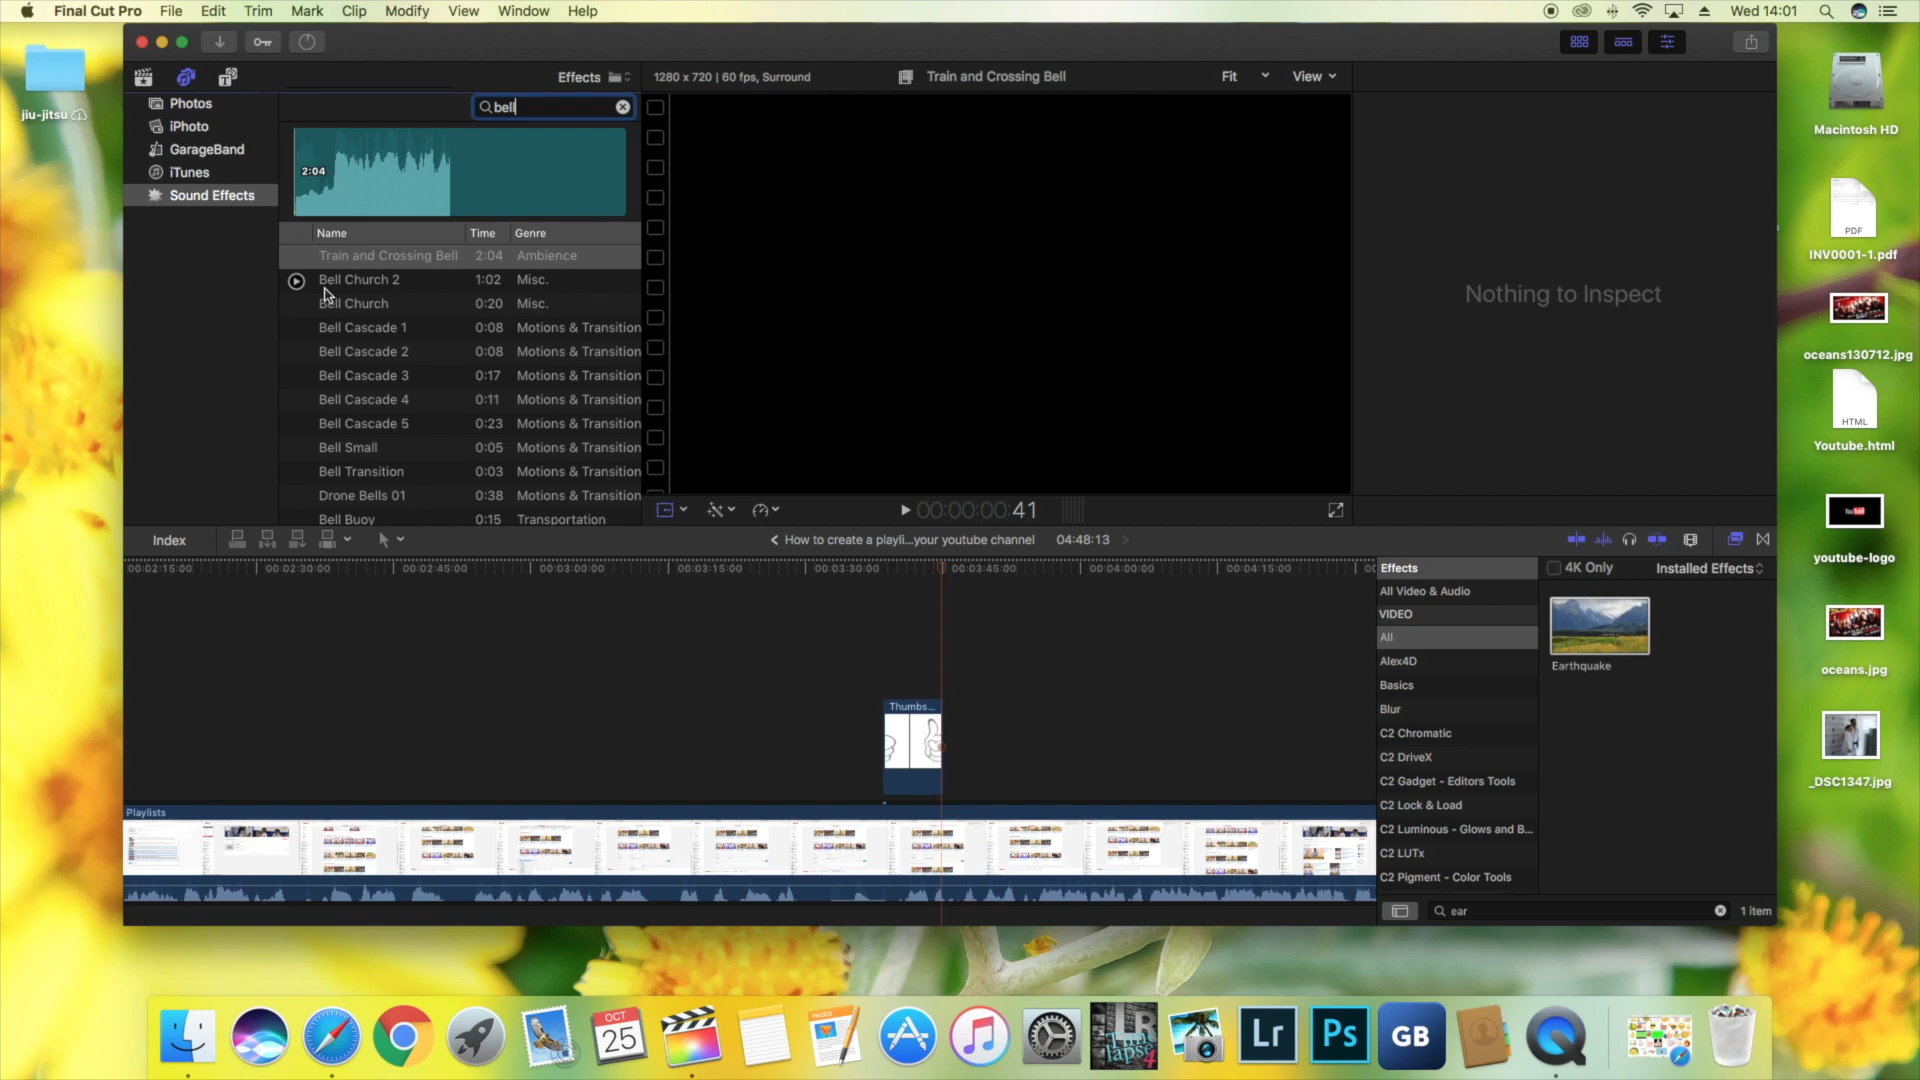 Final Cut Pro File Edit Trim Mark Clip Modify View Window Help Wed 14:01
Effects 1280 x 720 | 60 fps, Surround Train and Crossing Bell Fit View
Photos
iPhoto
GarageBand
iTunes
Sound Effects
bell
2:04
Name Time Genre
Train and Crossing Bell 2:04 Ambience
Bell Church 2 1:02 Misc.
Bell Church 0:20 Misc.
Bell Cascade 1 0:08 Motions & Transition
Bell Cascade 2 0:08 Motions & Transition
Bell Cascade 3 0:17 Motions & Transition
Bell Cascade 4 0:11 Motions & Transition
Bell Cascade 5 0:23 Motions & Transition
Bell Small 0:05 Motions & Transition
Bell Transition 0:03 Motions & Transition
Drone Bells 01 0:38 Motions & Transition
Bell Buoy 0:15 Transportation
Nothing to Inspect
00:00:00:41
Index How to create a playli...your youtube channel 04:48:13
00:02:15:00 00:02:30:00 00:02:45:00 00:03:00:00 00:03:15:00 00:03:30:00 00:03:45:00 00:04:00:00 00:04:15:00
Thumbs...
Playlists
Effects 4K Only Installed Effects
All Video & Audio
VIDEO
All
Alex4D
Basics
Blur
C2 Chromatic
C2 DriveX
C2 Gadget - Editors Tools
C2 Lock & Load
C2 Luminous - Glows and B...
C2 LUTx
C2 Pigment - Color Tools
Earthquake
ear 1 item
jiu-jitsu
Macintosh HD
PDF
INV0001-1.pdf
oceans130712.jpg
HTML
Youtube.html
youtube-logo
oceans.jpg
_DSC1347.jpg
OCT
25
PAGES
LR
Time
lapse
4
Lr
Ps
GB